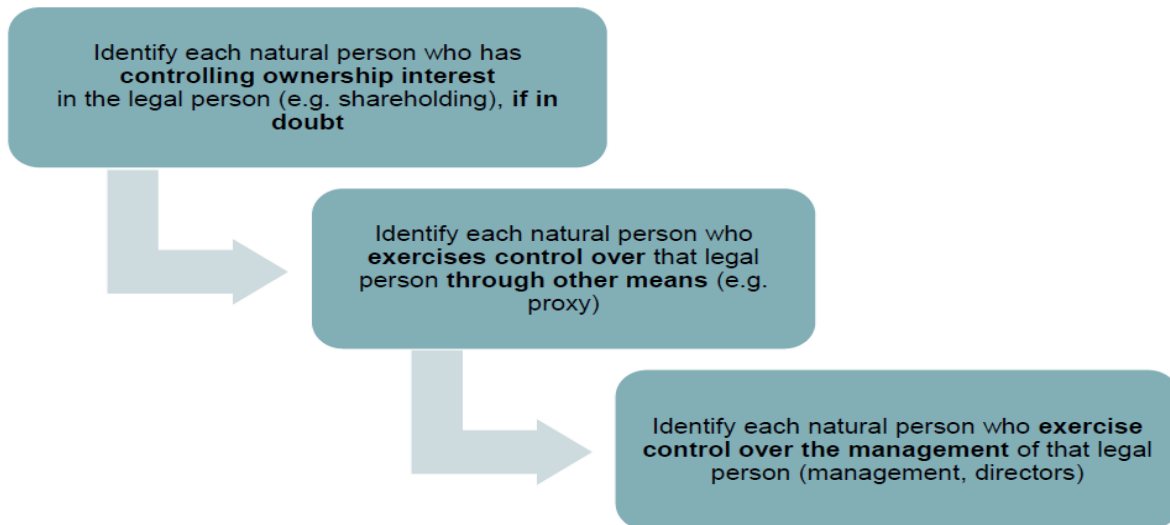 Identify each natural person who has
controlling ownership interest
in the legal person (e.g. shareholding), if in
doubt
Identify each natural person who
exercises control over that legal
person through other means (e.g.
proxy)
Identify each natural person who exercise
control over the management of that legal
person (management, directors)